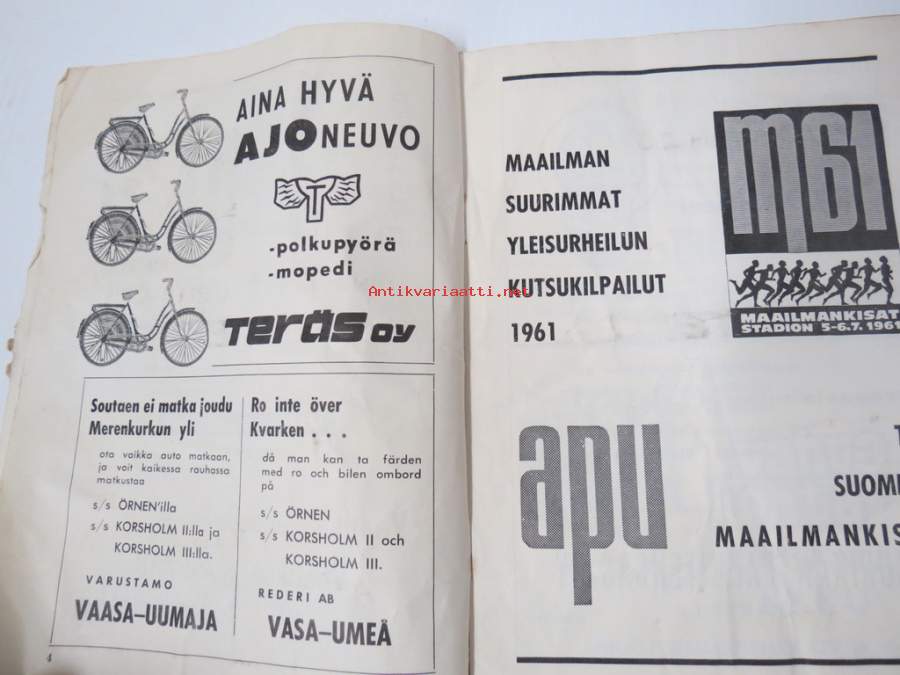 AINA HYVÄ
AJONEUVO
T
-polkupyörä
-mopedi
TERÄS OY
Soutaen ei matka joudu
Merenkurkun yli
ota vaikka auto matkaan,
ja voit kaikessa rauhassa
matkustaa
s/s ÖRNEN'illa
s/s KORSHOLM II:lla ja
KORSHOLM III:lla.
VARUSTAMO
VAASA–UUMAJA
Ro inte över
Kvarken . . .
då man kan ta färden
med ro och bilen ombord
på
s/s ÖRNEN
s/s KORSHOLM II och
KORSHOLM III.
REDERI AB
VASA–UMEÅ
4
MAAILMAN
SUURIMMAT
YLEISURHEILUN
KUTSUKILPAILUT
1961
m61
MAAILMANKISAT
STADION 5-6.7. 1961
apu
T
SUOME
MAAILMANKIS
Antikvariaatti.net